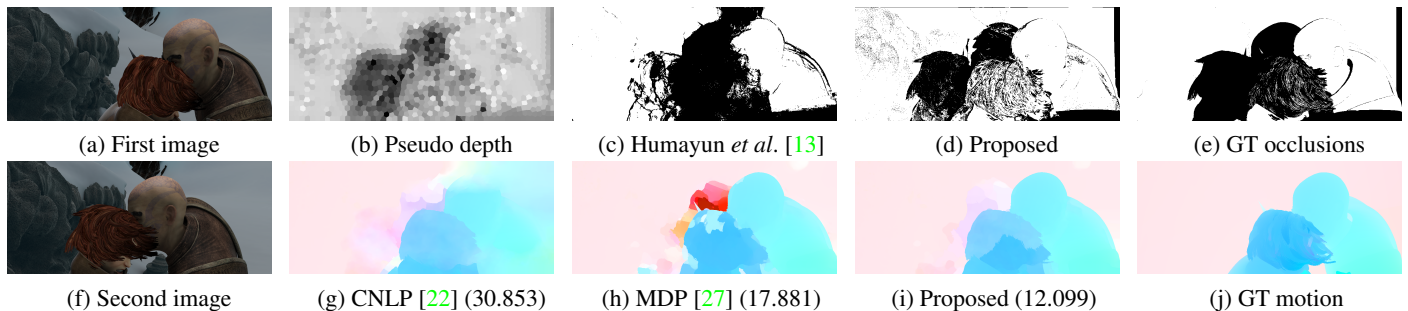 (a) First image
(b) Pseudo depth
(c) Humayun et al. [13]
(d) Proposed
(e) GT occlusions
(f) Second image
(g) CNLP [22] (30.853)
(h) MDP [27] (17.881)
(i) Proposed (12.099)
(j) GT motion